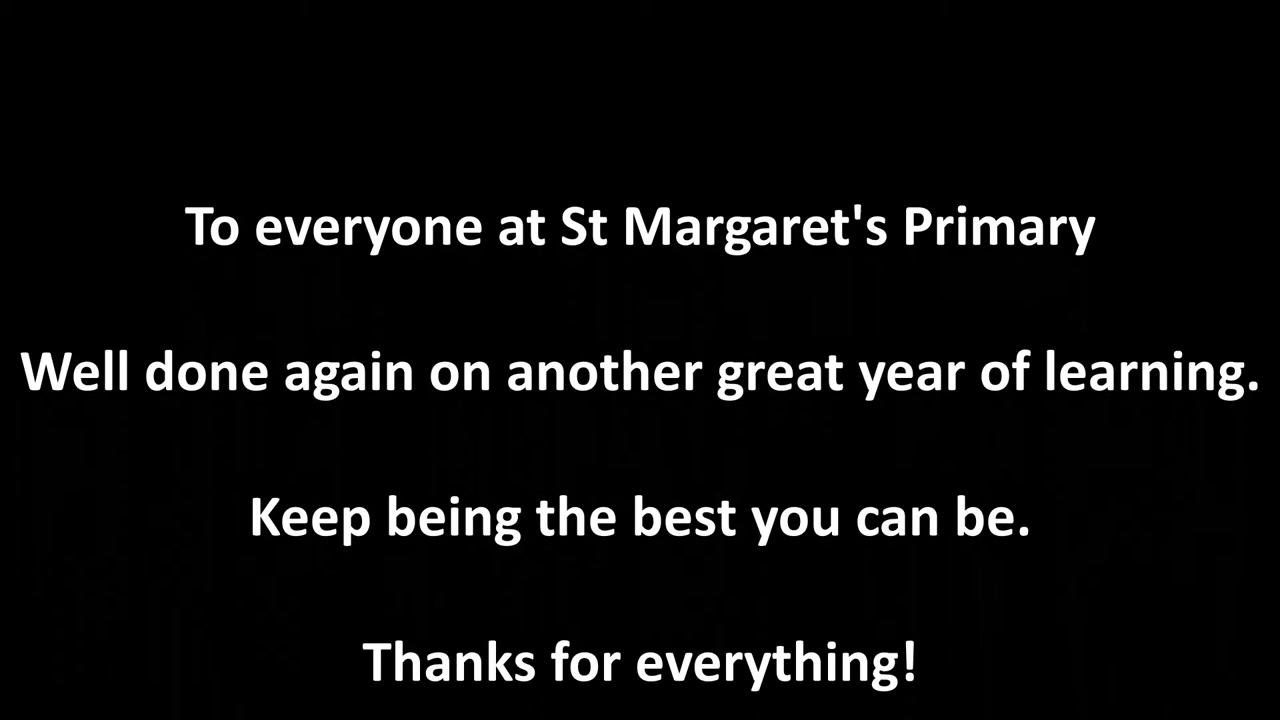 To everyone at St Margaret's Primary
Well done again on another great year of learning.
Keep being the best you can be.
Thanks for everything!